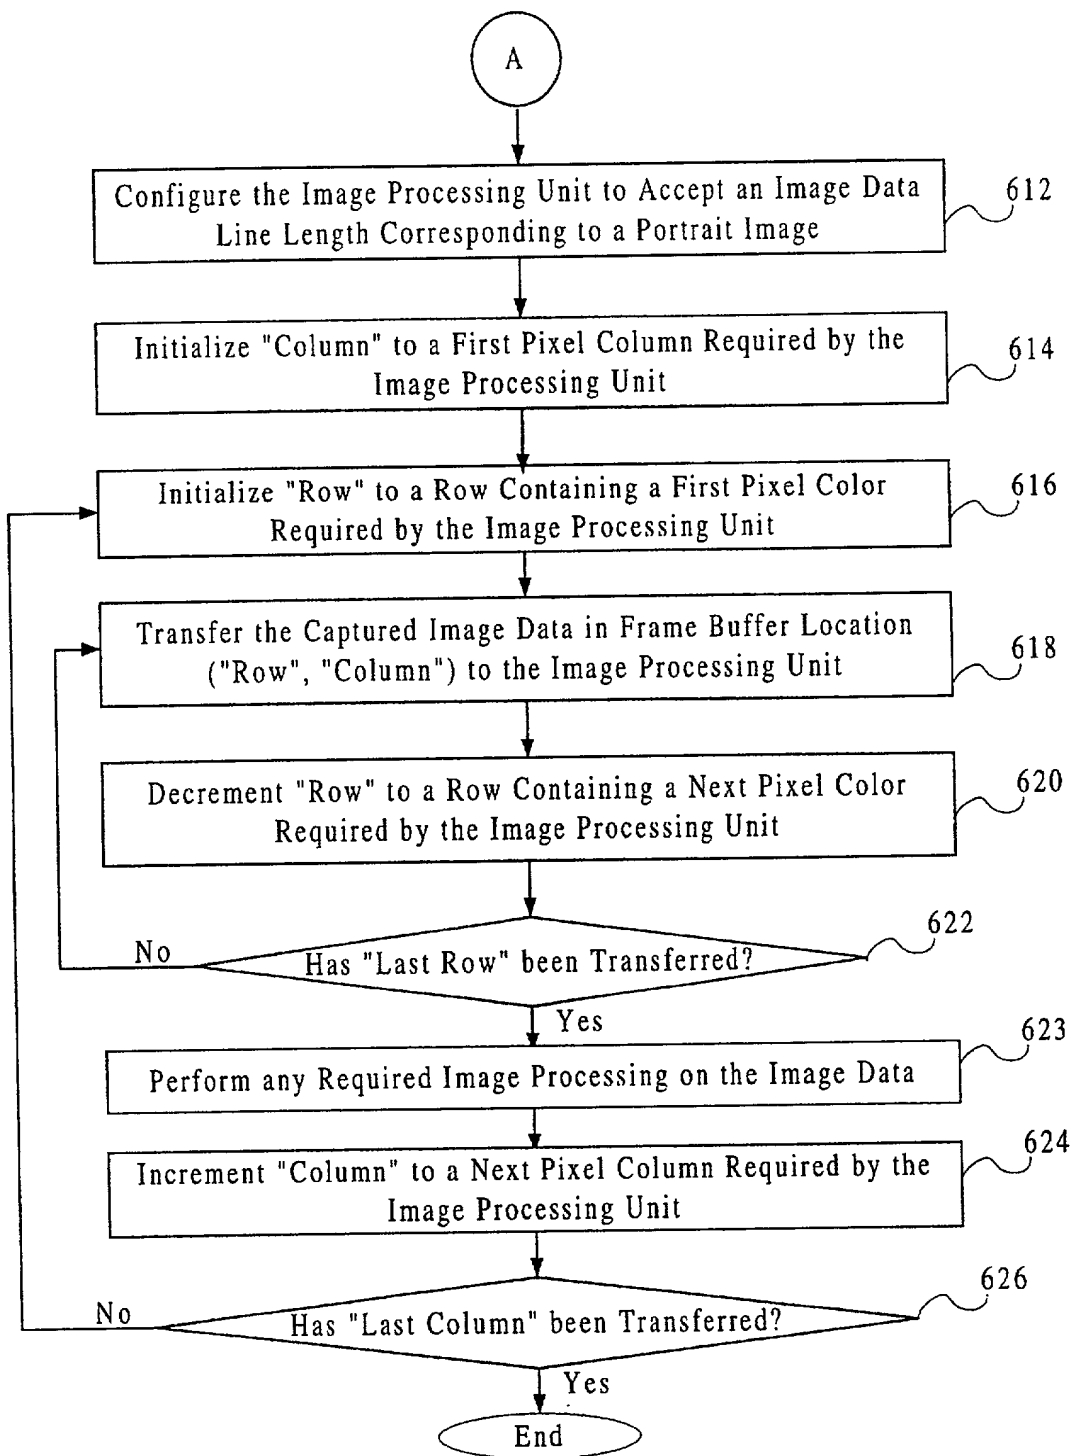 A
Configure the Image Processing Unit to Accept an Image Data
Line Length Corresponding to a Portrait Image
612
Initialize "Column" to a First Pixel Column Required by the
Image Processing Unit
614
Initialize "Row" to a Row Containing a First Pixel Color
Required by the Image Processing Unit
616
Transfer the Captured Image Data in Frame Buffer Location
("Row", "Column") to the Image Processing Unit
618
Decrement "Row" to a Row Containing a Next Pixel Color
Required by the Image Processing Unit
620
Has "Last Row" been Transferred?
622
No
Yes
Perform any Required Image Processing on the Image Data
623
Increment "Column" to a Next Pixel Column Required by the
Image Processing Unit
624
Has "Last Column" been Transferred?
626
No
Yes
End